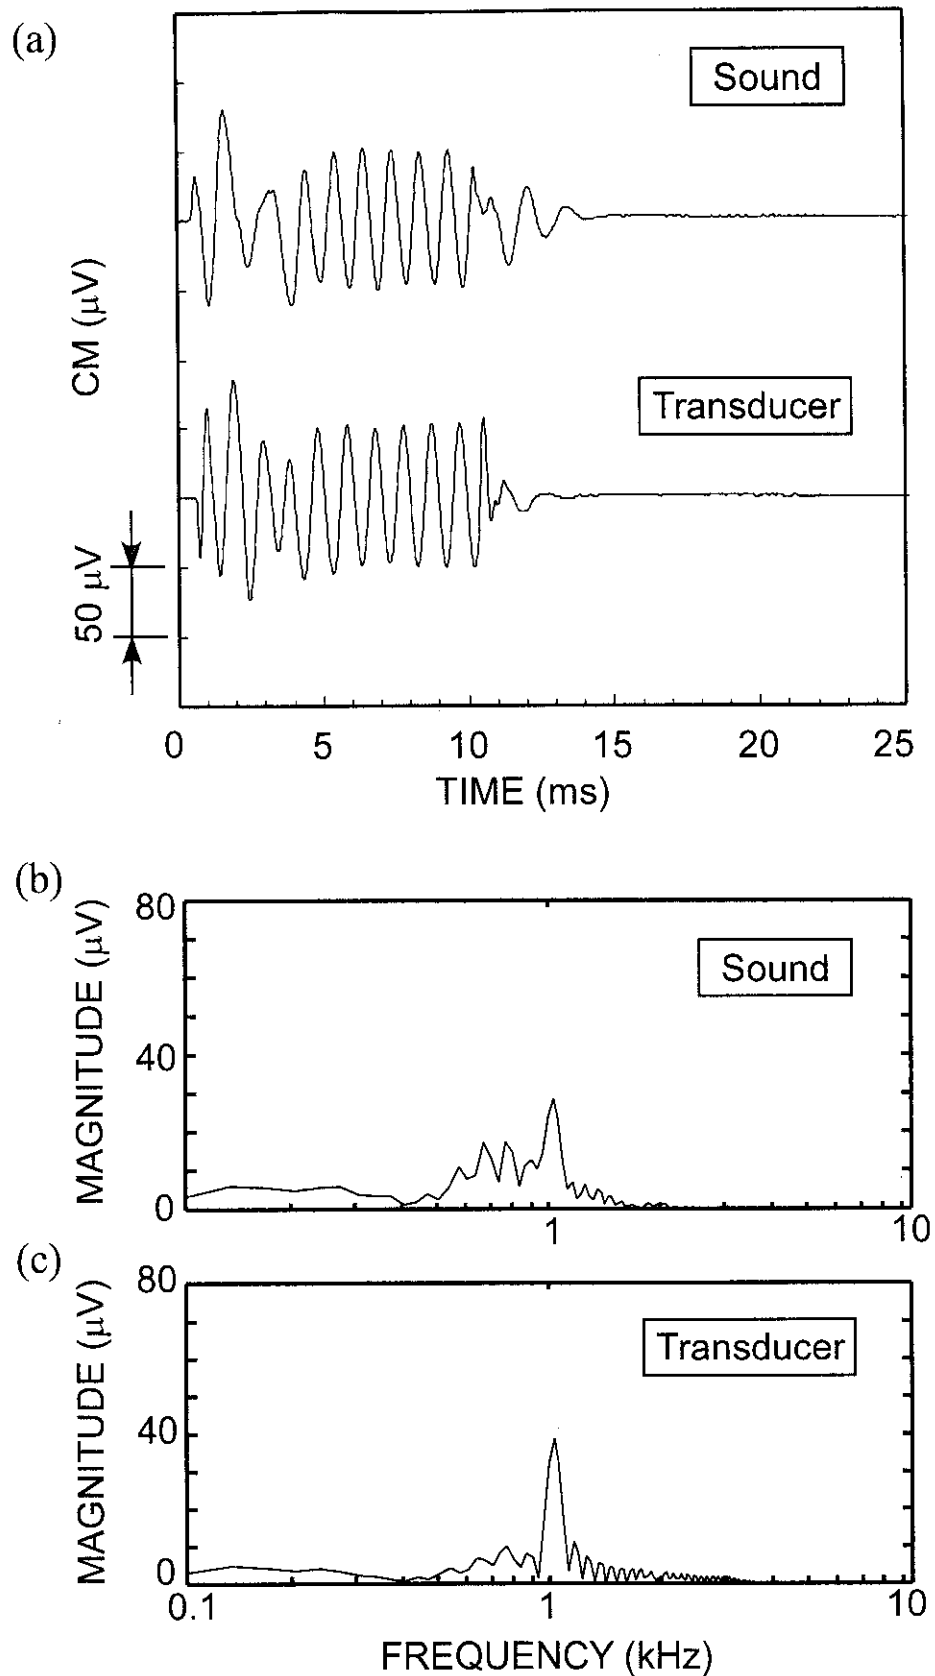 (a)
Sound
CM (µV)
Transducer
50 µV
0 5 10 15 20 25
TIME (ms)
(b)
80
40
0
MAGNITUDE (µV)
Sound
1 10
(c)
80
40
0
MAGNITUDE (µV)
Transducer
0.1 1 10
FREQUENCY (kHz)